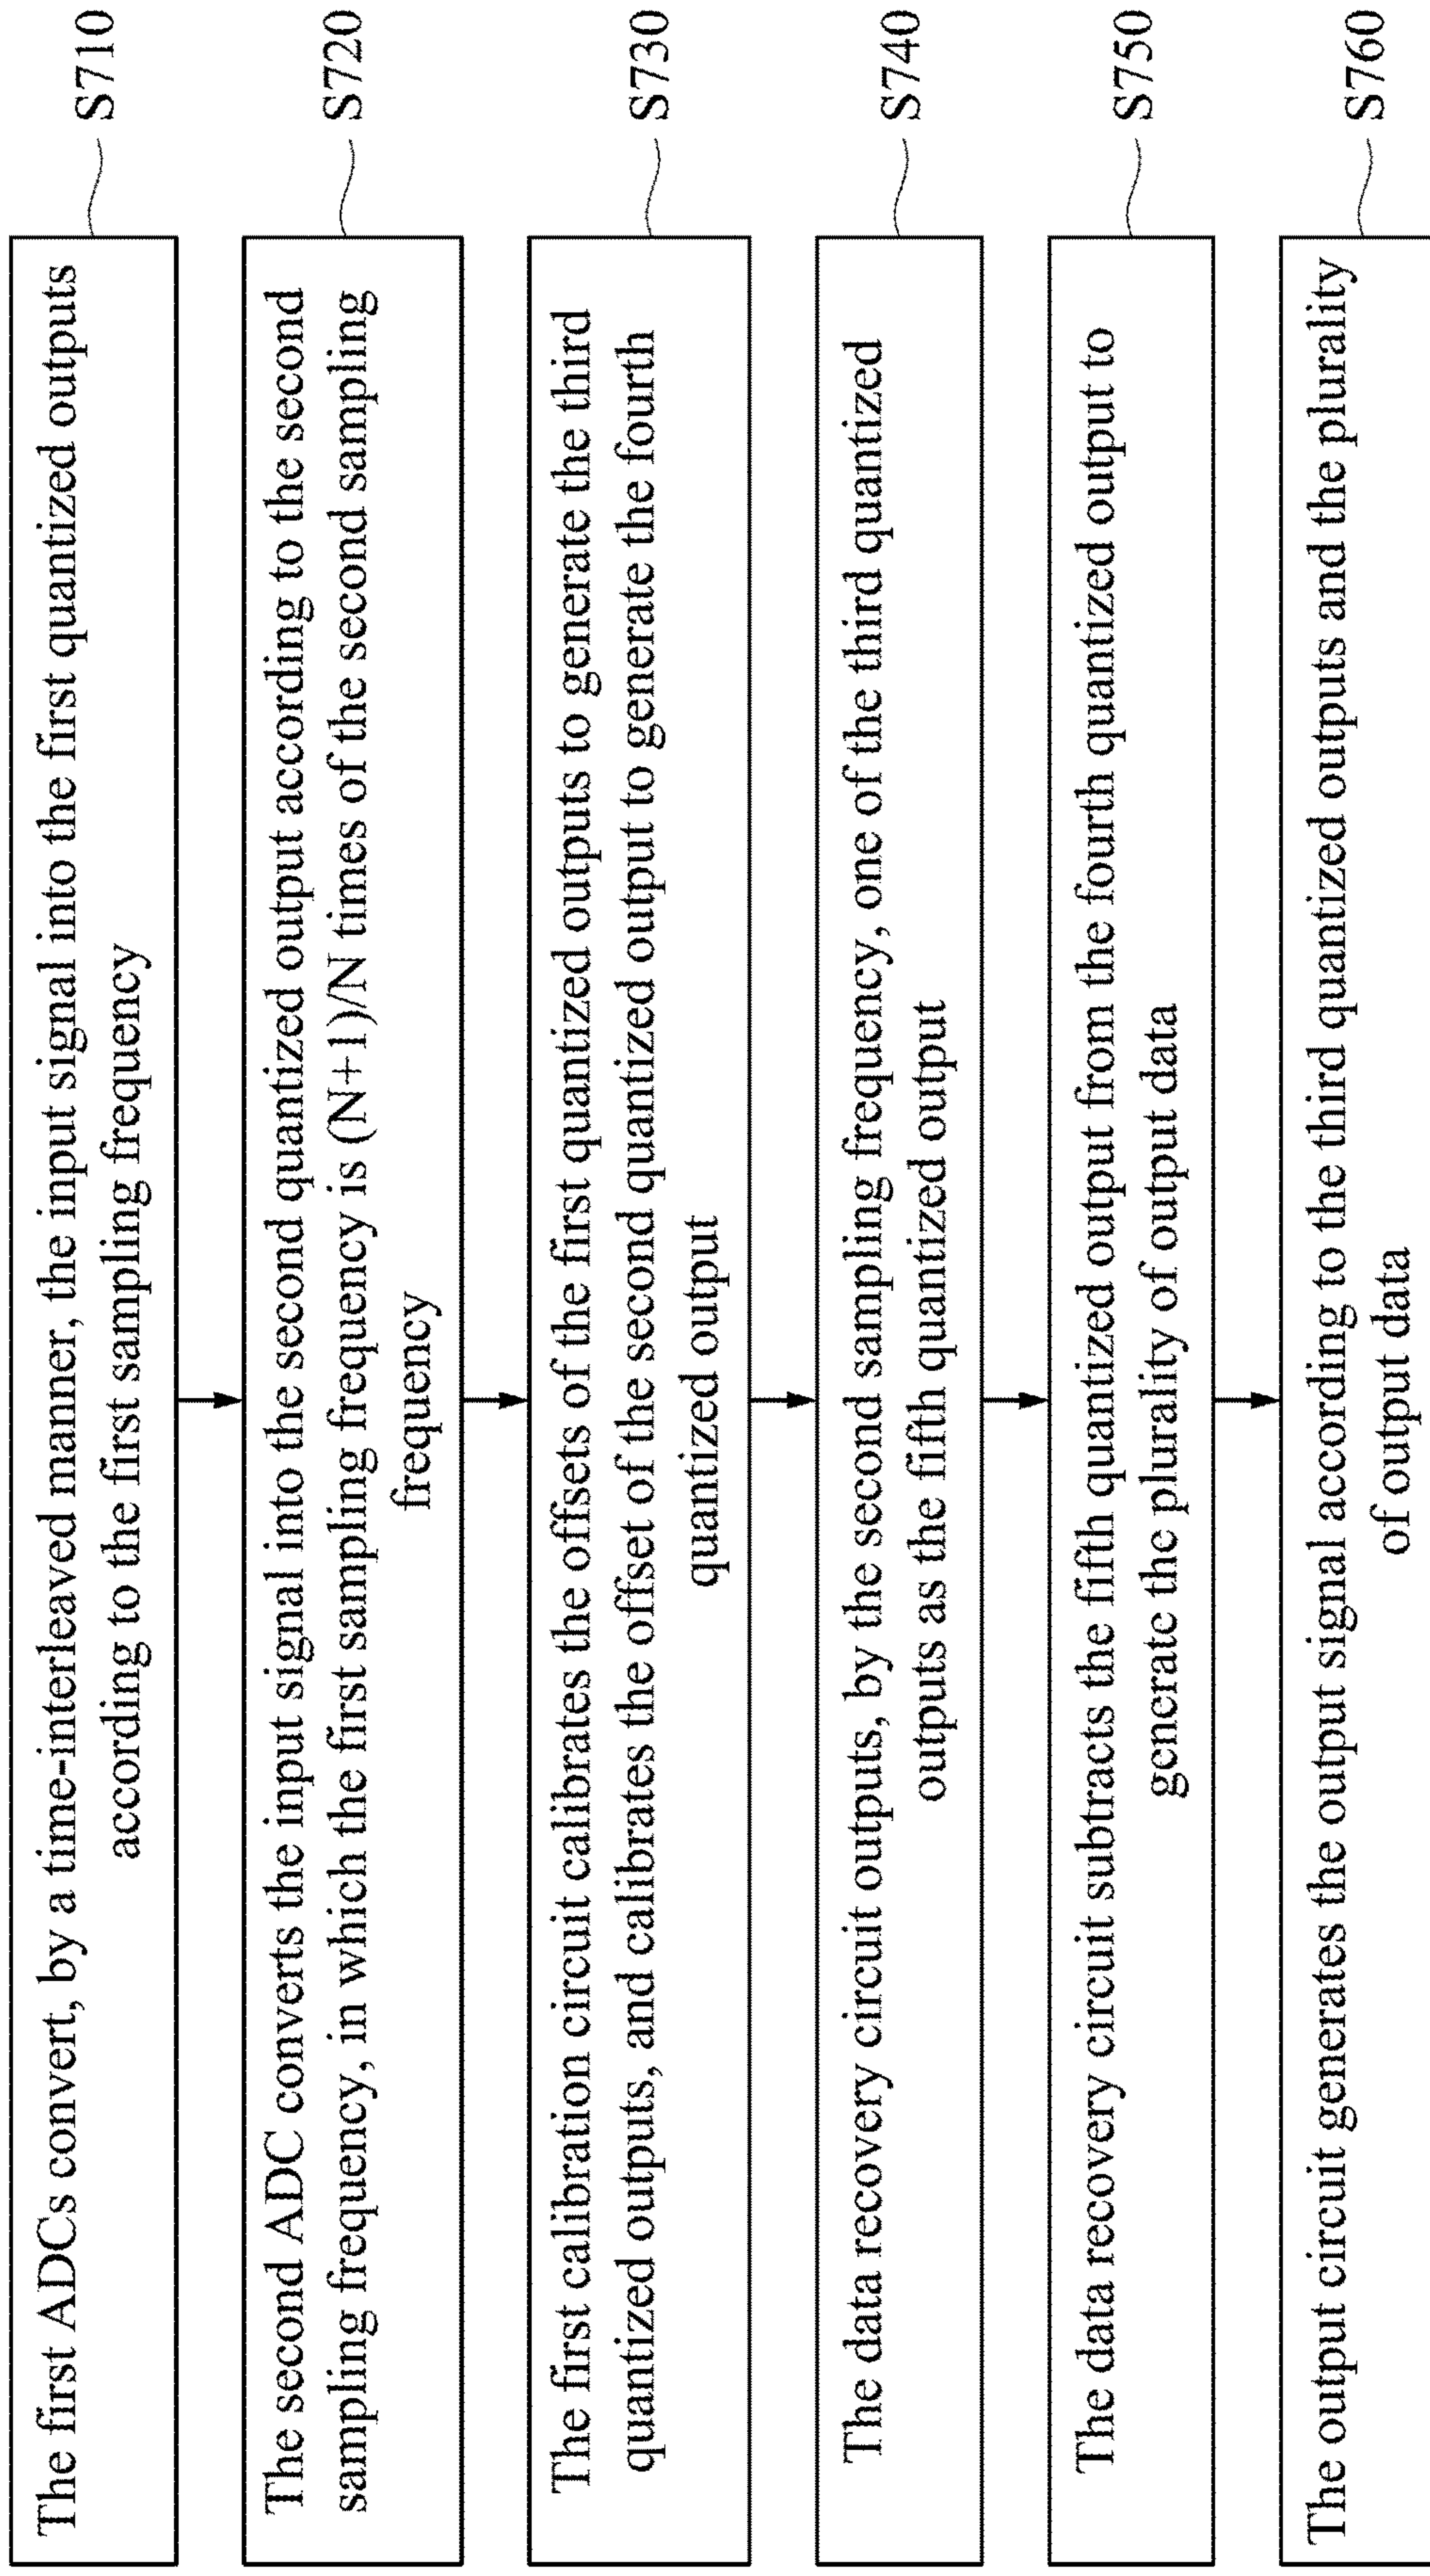 The first ADCs convert, by a time-interleaved manner, the input signal into the first quantized outputs
according to the first sampling frequency
S710
The second ADC converts the input signal into the second quantized output according to the second
sampling frequency, in which the first sampling frequency is (N+1)/N times of the second sampling
frequency
S720
The first calibration circuit calibrates the offsets of the first quantized outputs to generate the third
quantized outputs, and calibrates the offset of the second quantized output to generate the fourth
quantized output
S730
The data recovery circuit outputs, by the second sampling frequency, one of the third quantized
outputs as the fifth quantized output
S740
The data recovery circuit subtracts the fifth quantized output from the fourth quantized output to
generate the plurality of output data
S750
The output circuit generates the output signal according to the third quantized outputs and the plurality
of output data
S760